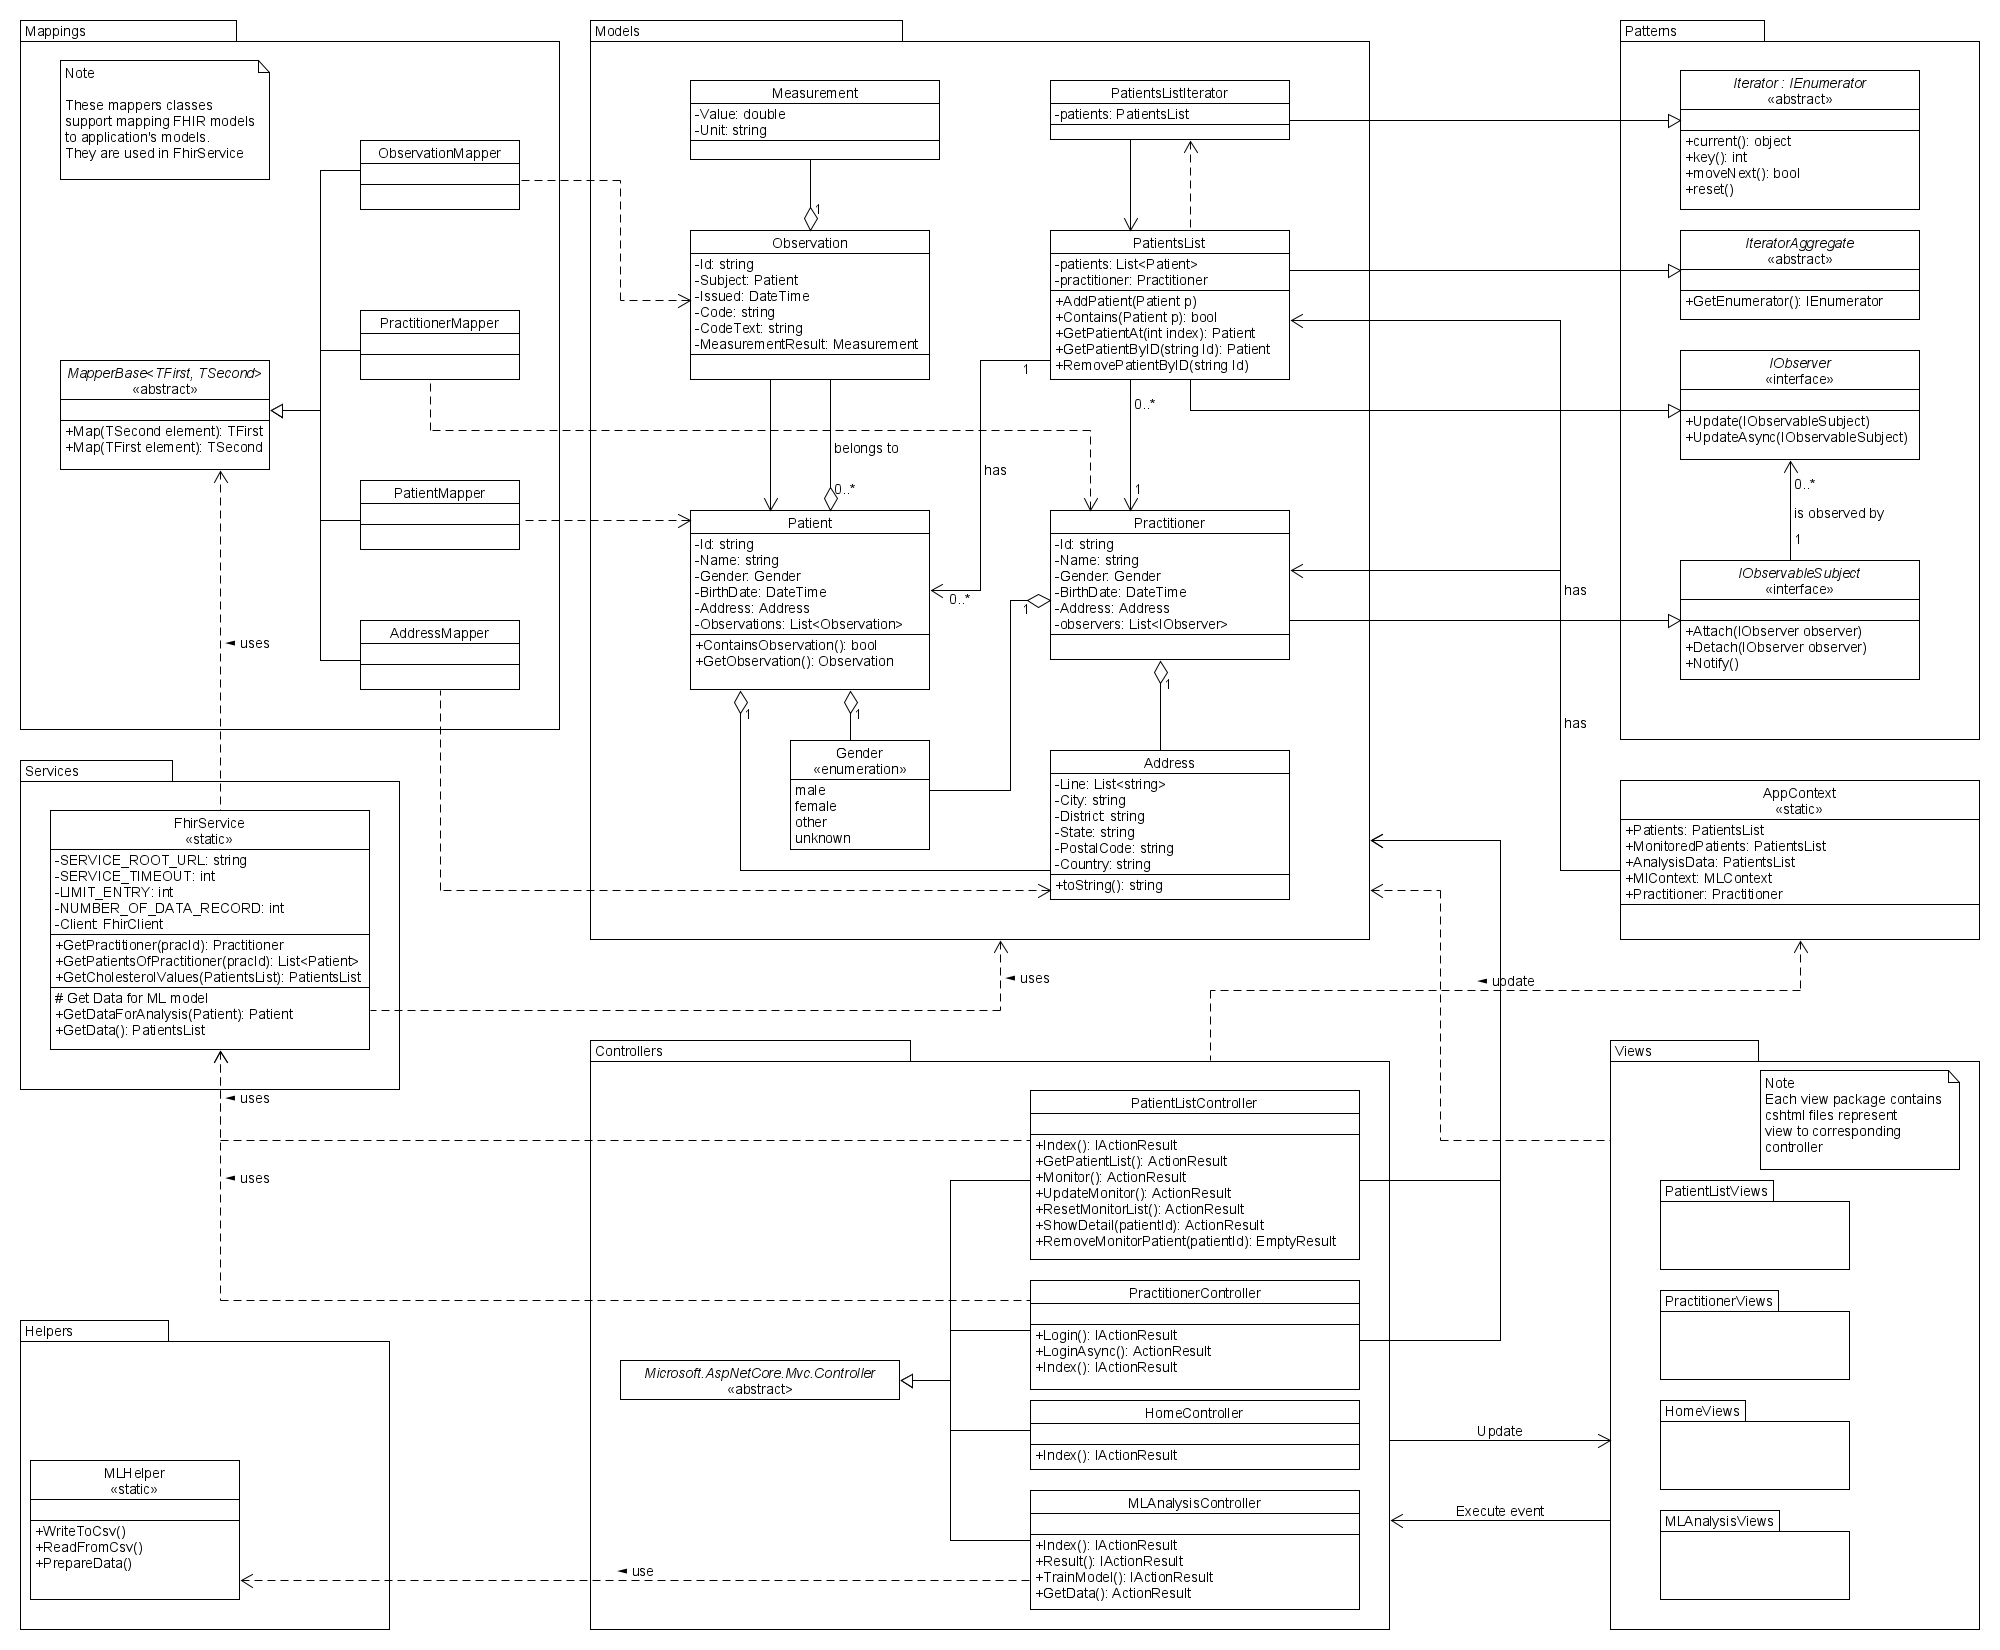 Mappings
Note
These mappers classes
support mapping FHIR models
to application's models.
They are used in FhirService
ObservationMapper
PractitionerMapper
MapperBase<TFirst, TSecond>
«abstract»
+Map(TSecond element): TFirst
+Map(TFirst element): TSecond
PatientMapper
AddressMapper
◄ uses
Models
Measurement
-Value: double
-Unit: string
1
Observation
-Id: string
-Subject: Patient
-Issued: DateTime
-Code: string
-CodeText: string
-MeasurementResult: Measurement
belongs to
0..*
Patient
-Id: string
-Name: string
-Gender: Gender
-BirthDate: DateTime
-Address: Address
-Observations: List<Observation>
+ContainsObservation(): bool
+GetObservation(): Observation
1
1
Gender
«enumeration»
male
female
other
unknown
PatientsListIterator
-patients: PatientsList
PatientsList
-patients: List<Patient>
-practitioner: Practitioner
+AddPatient(Patient p)
+Contains(Patient p): bool
+GetPatientAt(int index): Patient
+GetPatientByID(string Id): Patient
+RemovePatientByID(string Id)
1
has
0..*
0..*
1
Practitioner
-Id: string
-Name: string
-Gender: Gender
-BirthDate: DateTime
-Address: Address
-observers: List<IObserver>
1
1
Address
-Line: List<string>
-City: string
-District: string
-State: string
-PostalCode: string
-Country: string
+toString(): string
Patterns
Iterator : IEnumerator
«abstract»
+current(): object
+key(): int
+moveNext(): bool
+reset()
IteratorAggregate
«abstract»
+GetEnumerator(): IEnumerator
IObserver
«interface»
+Update(IObservableSubject)
+UpdateAsync(IObservableSubject)
0..*
is observed by
1
IObservableSubject
«interface»
+Attach(IObserver observer)
+Detach(IObserver observer)
+Notify()
has
has
AppContext
«static»
+Patients: PatientsList
+MonitoredPatients: PatientsList
+AnalysisData: PatientsList
+MlContext: MLContext
+Practitioner: Practitioner
Services
FhirService
«static»
-SERVICE_ROOT_URL: string
-SERVICE_TIMEOUT: int
-LIMIT_ENTRY: int
-NUMBER_OF_DATA_RECORD: int
-Client: FhirClient
+GetPractitioner(pracId): Practitioner
+GetPatientsOfPractitioner(pracId): List<Patient>
+GetCholesterolValues(PatientsList): PatientsList
# Get Data for ML model
+GetDataForAnalysis(Patient): Patient
+GetData(): PatientsList
◄ uses
◄ update
◄ uses
◄ uses
Controllers
PatientListController
+Index(): IActionResult
+GetPatientList(): ActionResult
+Monitor(): ActionResult
+UpdateMonitor(): ActionResult
+ResetMonitorList(): ActionResult
+ShowDetail(patientId): ActionResult
+RemoveMonitorPatient(patientId): EmptyResult
PractitionerController
+Login(): IActionResult
+LoginAsync(): ActionResult
+Index(): IActionResult
Microsoft.AspNetCore.Mvc.Controller
«abstract>
HomeController
+Index(): IActionResult
MLAnalysisController
+Index(): IActionResult
+Result(): IActionResult
+TrainModel(): IActionResult
+GetData(): ActionResult
◄ use
Update
Execute event
Views
Note
Each view package contains
cshtml files represent
view to corresponding
controller
PatientListViews
PractitionerViews
HomeViews
MLAnalysisViews
Helpers
MLHelper
«static»
+WriteToCsv()
+ReadFromCsv()
+PrepareData()